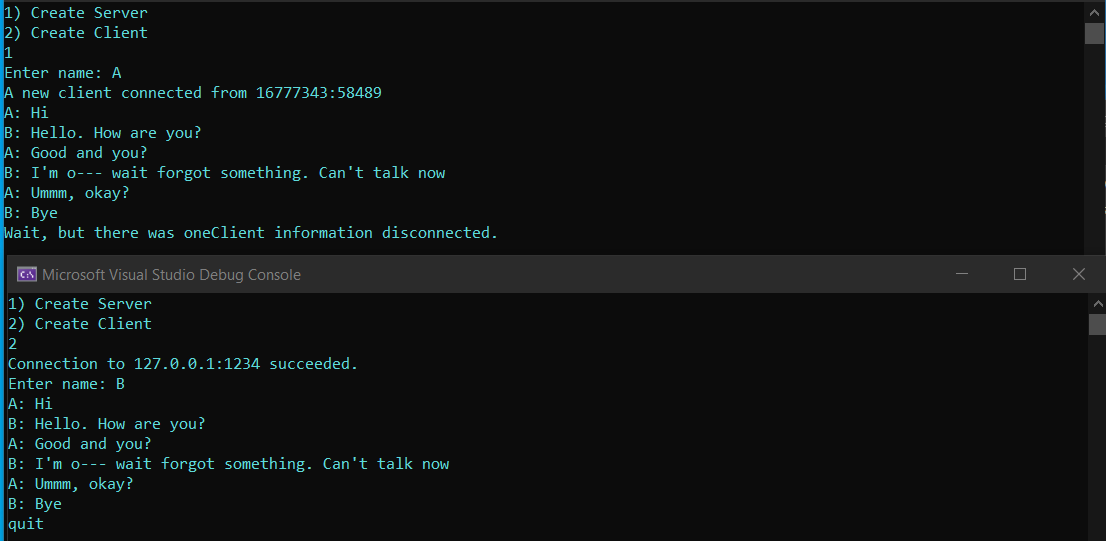 1) Create Server
2) Create Client
1
Enter name: A
A new client connected from 16777343:58489
A: Hi
B: Hello. How are you?
A: Good and you?
B: I'm o--- wait forgot something. Can't talk now
A: Ummm, okay?
B: Bye
Wait, but there was oneClient information disconnected.
C:\ Microsoft Visual Studio Debug Console
1) Create Server
2) Create Client
2
Connection to 127.0.0.1:1234 succeeded.
Enter name: B
A: Hi
B: Hello. How are you?
A: Good and you?
B: I'm o--- wait forgot something. Can't talk now
A: Ummm, okay?
B: Bye
quit